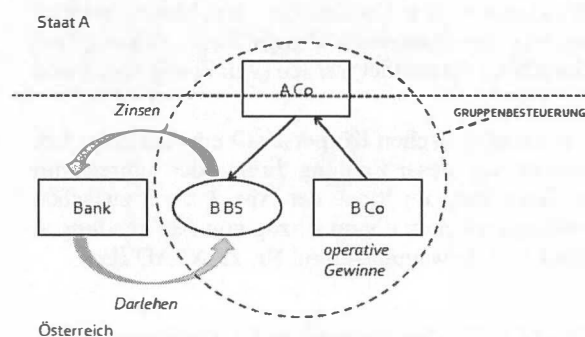 Staat A
A Co
Zinsen
GRUPPENBESTEUERUNG
Bank
B BS
B Co
operative
Gewinne
Darlehen
Österreich